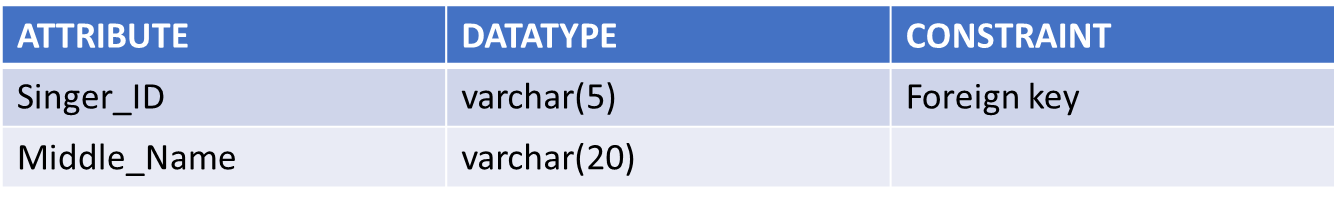 ATTRIBUTE DATATYPE CONSTRAINT
Singer_ID varchar(5) Foreign key
Middle_Name varchar(20)